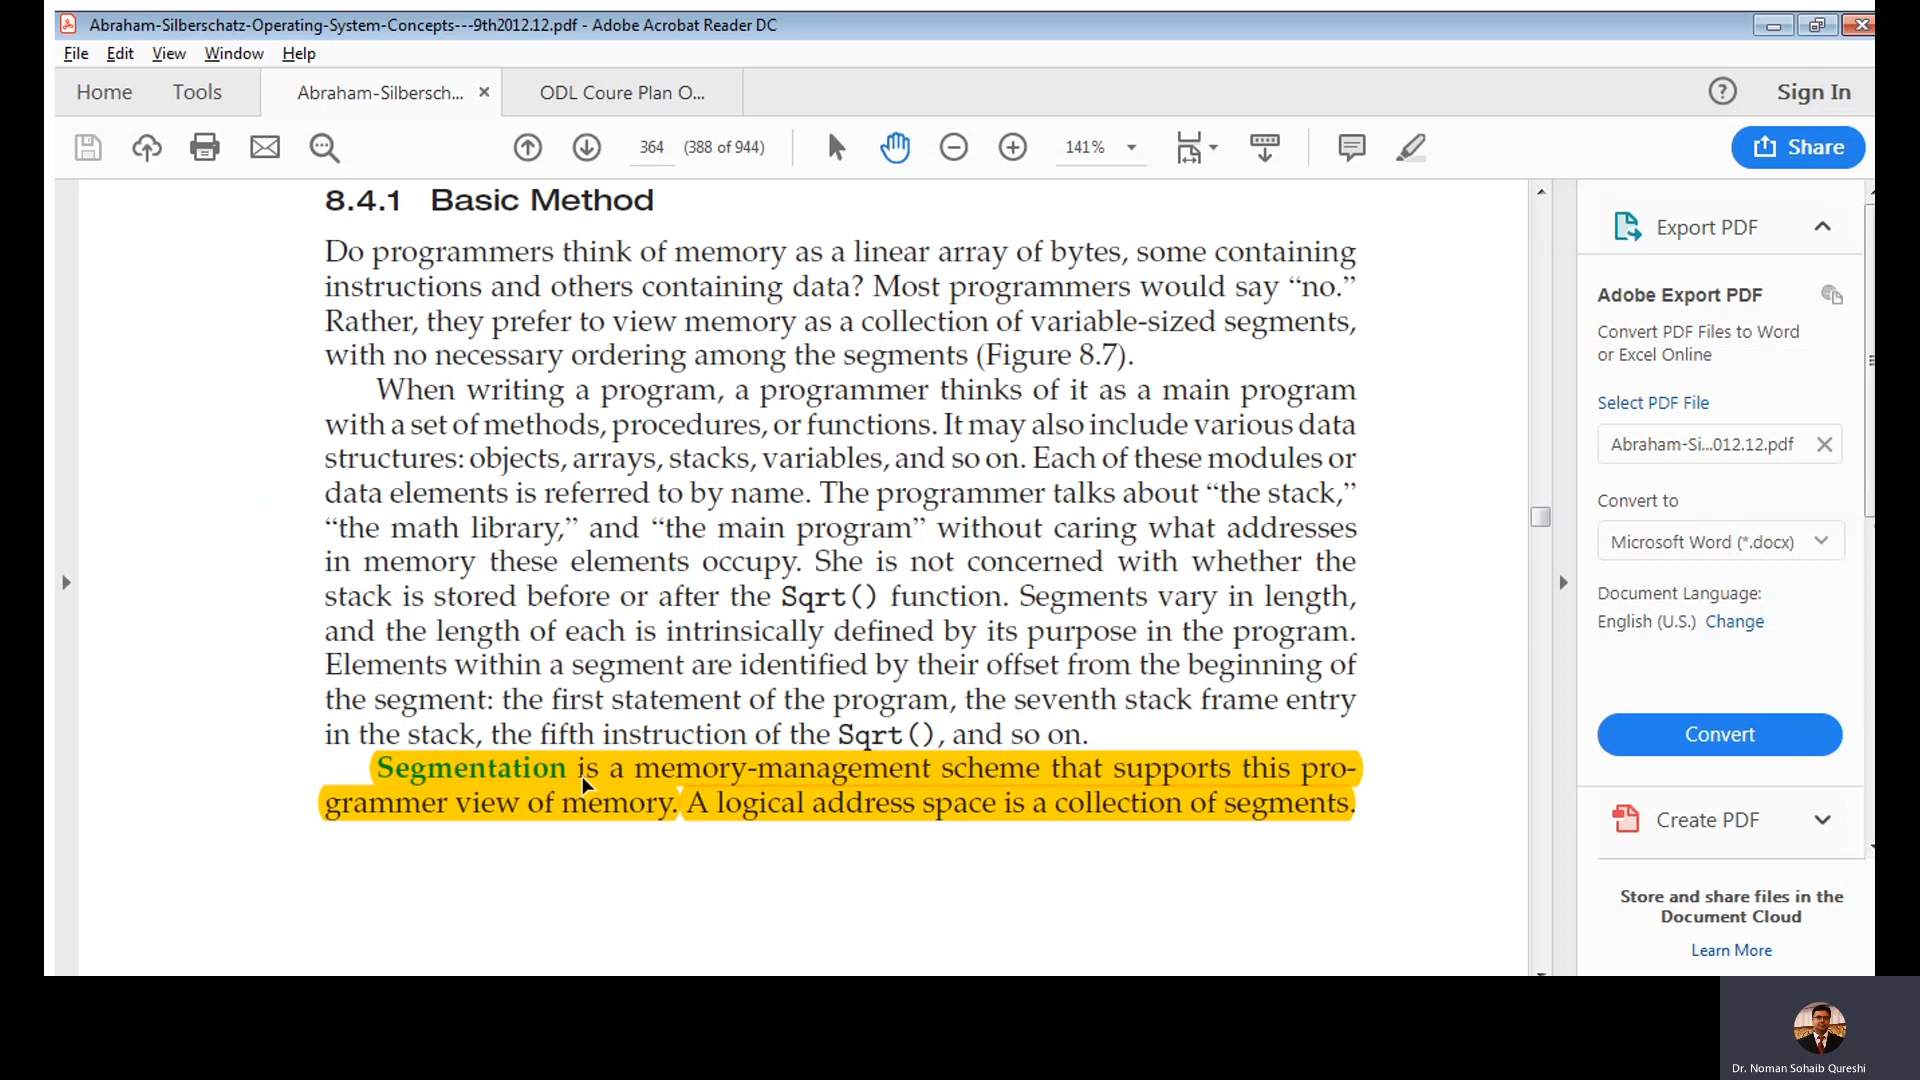 Abraham-Silberschatz-Operating-System-Concepts---9th2012.12.pdf - Adobe Acrobat Reader DC
File Edit View Window Help
Home Tools Abraham-Silbersch... × ODL Coure Plan O... ? Sign In
364 (388 of 944) 141% Share
8.4.1 Basic Method
Do programmers think of memory as a linear array of bytes, some containing
instructions and others containing data? Most programmers would say “no.”
Rather, they prefer to view memory as a collection of variable-sized segments,
with no necessary ordering among the segments (Figure 8.7).
When writing a program, a programmer thinks of it as a main program
with a set of methods, procedures, or functions. It may also include various data
structures: objects, arrays, stacks, variables, and so on. Each of these modules or
data elements is referred to by name. The programmer talks about “the stack,”
“the math library,” and “the main program” without caring what addresses
in memory these elements occupy. She is not concerned with whether the
stack is stored before or after the Sqrt() function. Segments vary in length,
and the length of each is intrinsically defined by its purpose in the program.
Elements within a segment are identified by their offset from the beginning of
the segment: the first statement of the program, the seventh stack frame entry
in the stack, the fifth instruction of the Sqrt(), and so on.
Segmentation is a memory-management scheme that supports this pro-
grammer view of memory. A logical address space is a collection of segments.
Export PDF
Adobe Export PDF
Convert PDF Files to Word
or Excel Online
Select PDF File
Abraham-Si...012.12.pdf
Convert to
Microsoft Word (*.docx)
Document Language:
English (U.S.) Change
Convert
Create PDF
Store and share files in the
Document Cloud
Learn More
Dr. Noman Sohaib Qureshi